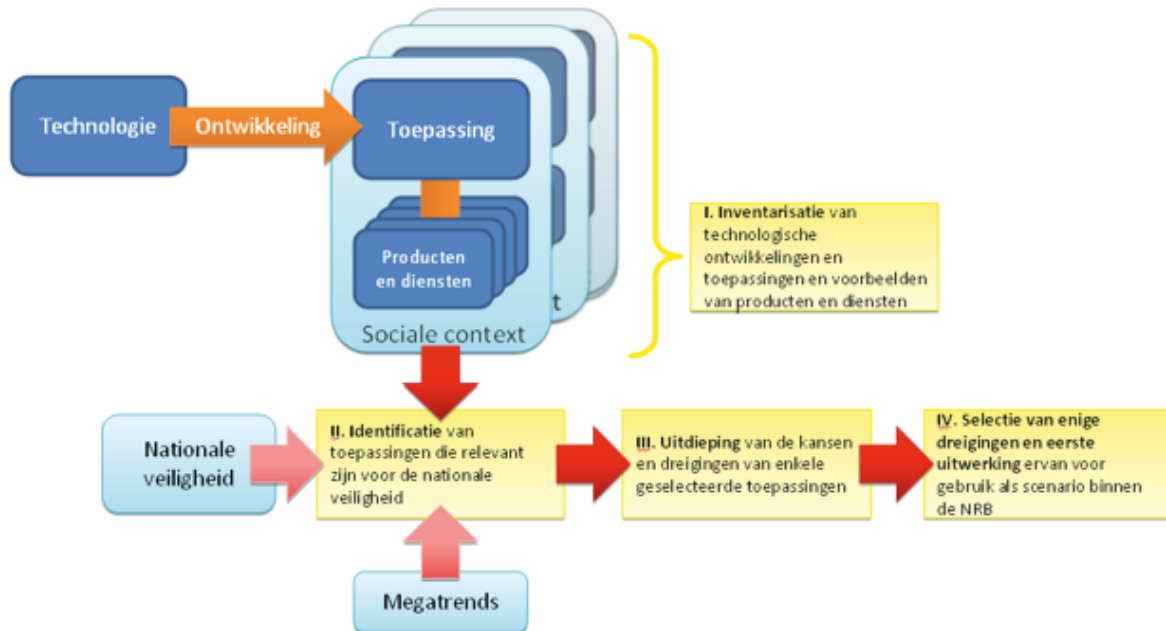 Technologie
Ontwikkeling
Toepassing
Producten
en diensten
t
Sociale context
I. Inventarisatie van
technologische
ontwikkelingen en
toepassingen en voorbeelden
van producten en diensten
Nationale
veiligheid
II. Identificatie van
toepassingen die relevant
zijn voor de nationale
veiligheid
III. Uitdieping van de kansen
en dreigingen van enkele
geselecteerde toepassingen
IV. Selectie van enige
dreigingen en eerste
uitwerking ervan voor
gebruik als scenario binnen
de NRB
Megatrends